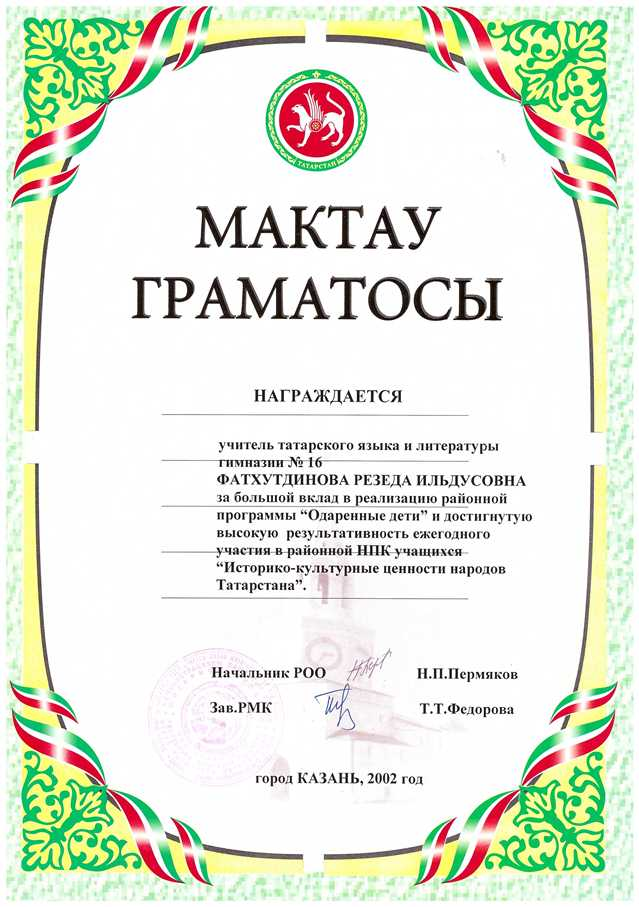 ТАТАРСТАН
МАКТАУ
ГРАМАТОСЫ
НАГРАЖДАЕТСЯ
учитель татарского языка и литературы
гимназии № 16
ФАТХУТДИНОВА РЕЗЕДА ИЛЬДУСОВНА
за большой вклад в реализацию районной
программы “Одаренные дети” и достигнутую
высокую результативность ежегодного
участия в районной НПК учащихся
“Историко-культурные ценности народов
Татарстана”.
Начальник РОО Н.П.Пермяков
Зав.РМК Т.Т.Федорова
город КАЗАНЬ, 2002 год